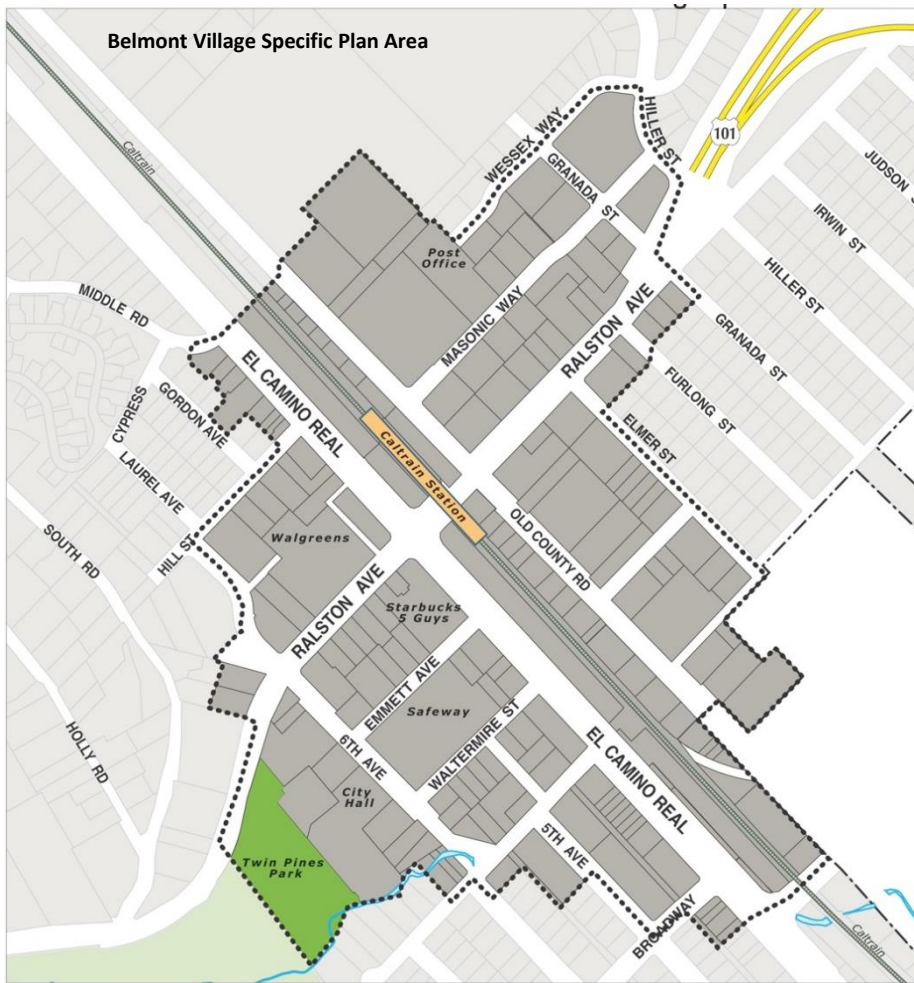 Belmont Village Specific Plan Area
Caltrain
WESSEX WAY
HILLER ST
101
GRANADA ST
JUDSON
IRWIN ST
HILLER ST
Post
Office
MIDDLE RD
MASONIC WAY
RALSTON AVE
GRANADA ST
EL CAMINO REAL
FURLONG ST
CYPRESS
GORDON AVE
ELMER ST
LAUREL AVE
Caltrain Station
SOUTH RD
HILL ST
Walgreens
OLD COUNTY RD
RALSTON AVE
Starbucks
5 Guys
EMMETT AVE
Safeway
HOLLY RD
6TH AVE
WALTERMIRE ST
EL CAMINO REAL
City
Hall
5TH AVE
Twin Pines
Park
BROADWAY
Caltrain